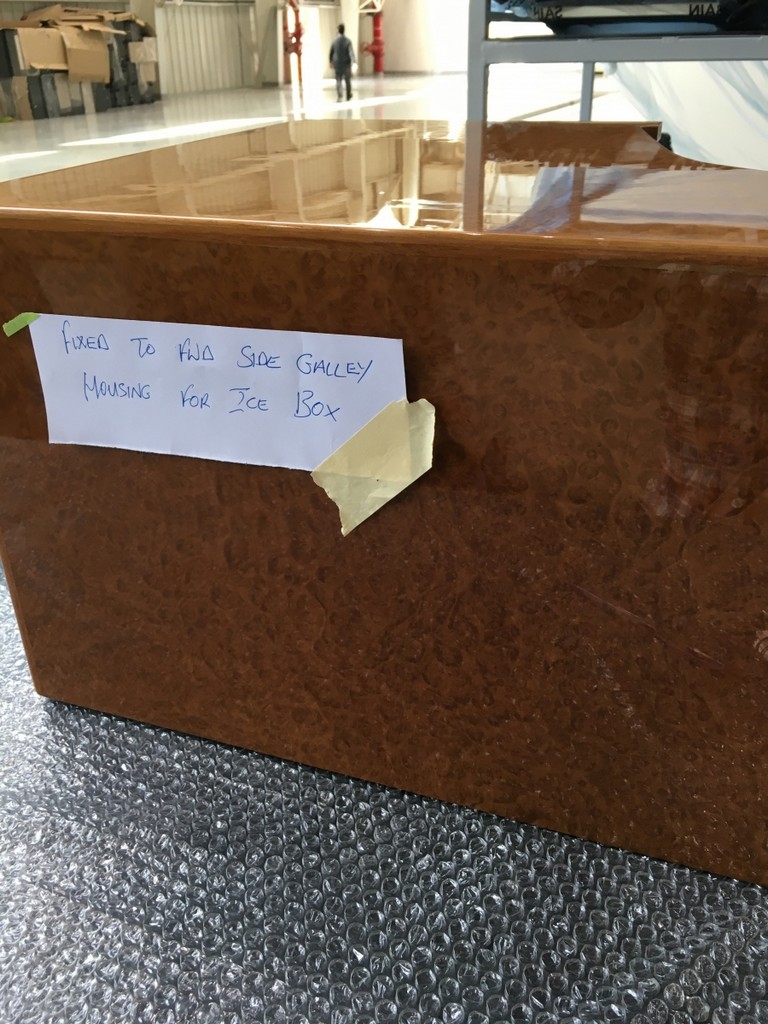 FIXED TO FWD SIDE GALLEY
HOUSING FOR ICE BOX